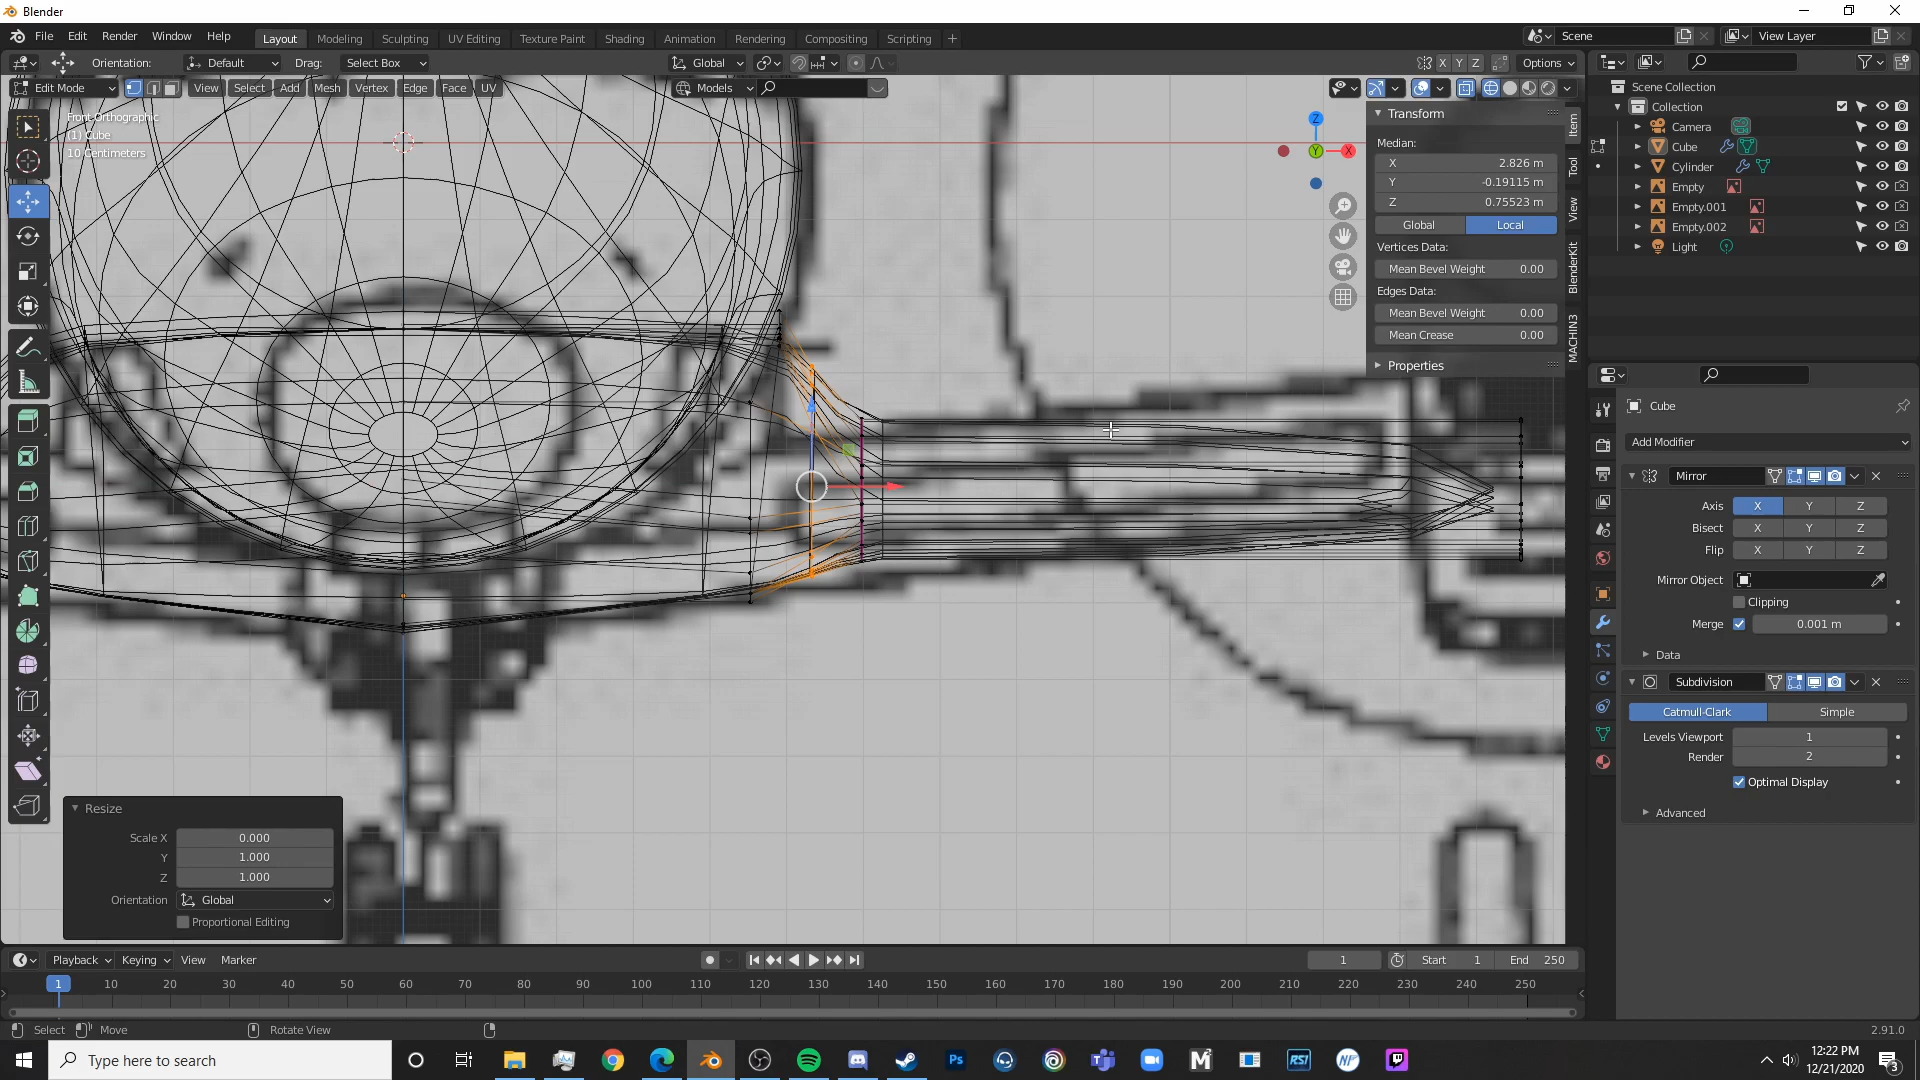 Blender
File Edit Render Window Help
Layout Modeling Sculpting UV Editing Texture Paint Shading Animation Rendering Compositing Scripting +
Scene
View Layer
Orientation: Default Drag: Select Box
Global
X Y Z Options
Edit Mode View Select Add Mesh Vertex Edge Face UV
Models
Front Orthographic
(1) Cube
10 Centimeters
Z
Y
X
Transform
Median:
X 2.826 m
Y -0.19115 m
Z 0.75523 m
Global Local
Vertices Data:
Mean Bevel Weight 0.00
Edges Data:
Mean Bevel Weight 0.00
Mean Crease 0.00
Properties
Item
Tool
View
BlenderKit
MACHIN3
Scene Collection
Collection
Camera
Cube
Cylinder
Empty
Empty.001
Empty.002
Light
Cube
Add Modifier
Mirror
Axis X Y Z
Bisect X Y Z
Flip X Y Z
Mirror Object
Clipping
Merge 0.001 m
Data
Subdivision
Catmull-Clark Simple
Levels Viewport 1
Render 2
Optimal Display
Advanced
Resize
Scale X 0.000
Y 1.000
Z 1.000
Orientation Global
Proportional Editing
Playback Keying View Marker
1 Start 1 End 250
1 10 20 30 40 50 60 70 80 90 100 110 120 130 140 150 160 170 180 190 200 210 220 230 240 250
Select Move Rotate View
2.91.0
Type here to search
Ps
RSI
NF
12:22 PM
12/21/2020
3